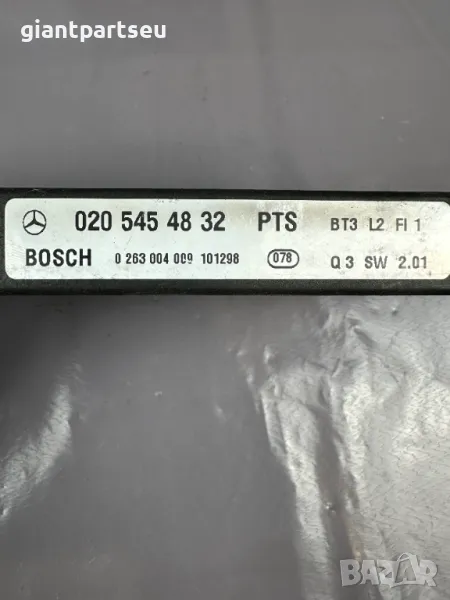 giantpartseu
020 545 48 32 PTS BT3 L2 FI 1
BOSCH 0 263 004 009 101298 078 Q 3 SW 2.01
bazar